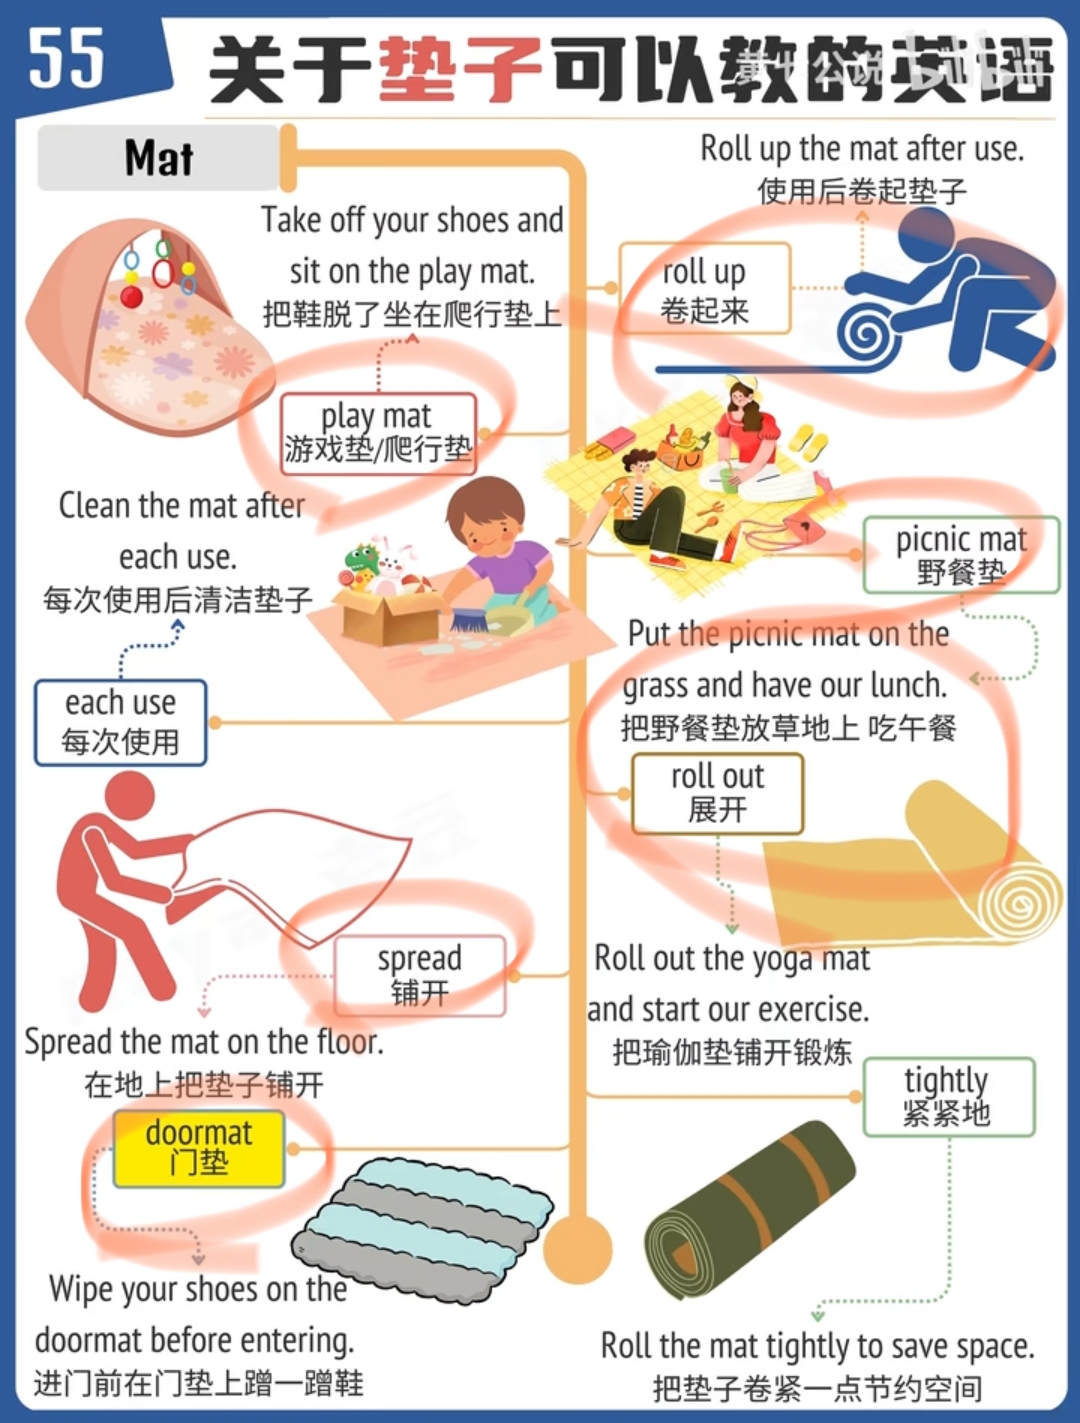 55
关于垫子可以教的英语
Mat
Roll up the mat after use.
使用后卷起垫子
Take off your shoes and
sit on the play mat.
把鞋脱了坐在爬行垫上
roll up
卷起来
play mat
游戏垫/爬行垫
Clean the mat after
each use.
每次使用后清洁垫子
picnic mat
野餐垫
Put the picnic mat on the
grass and have our lunch.
把野餐垫放草地上 吃午餐
each use
每次使用
roll out
展开
spread
铺开
Roll out the yoga mat
and start our exercise.
把瑜伽垫铺开锻炼
Spread the mat on the floor.
在地上把垫子铺开
tightly
紧紧地
doormat
门垫
Wipe your shoes on the
doormat before entering.
进门前在门垫上蹭一蹭鞋
Roll the mat tightly to save space.
把垫子卷紧一点节约空间